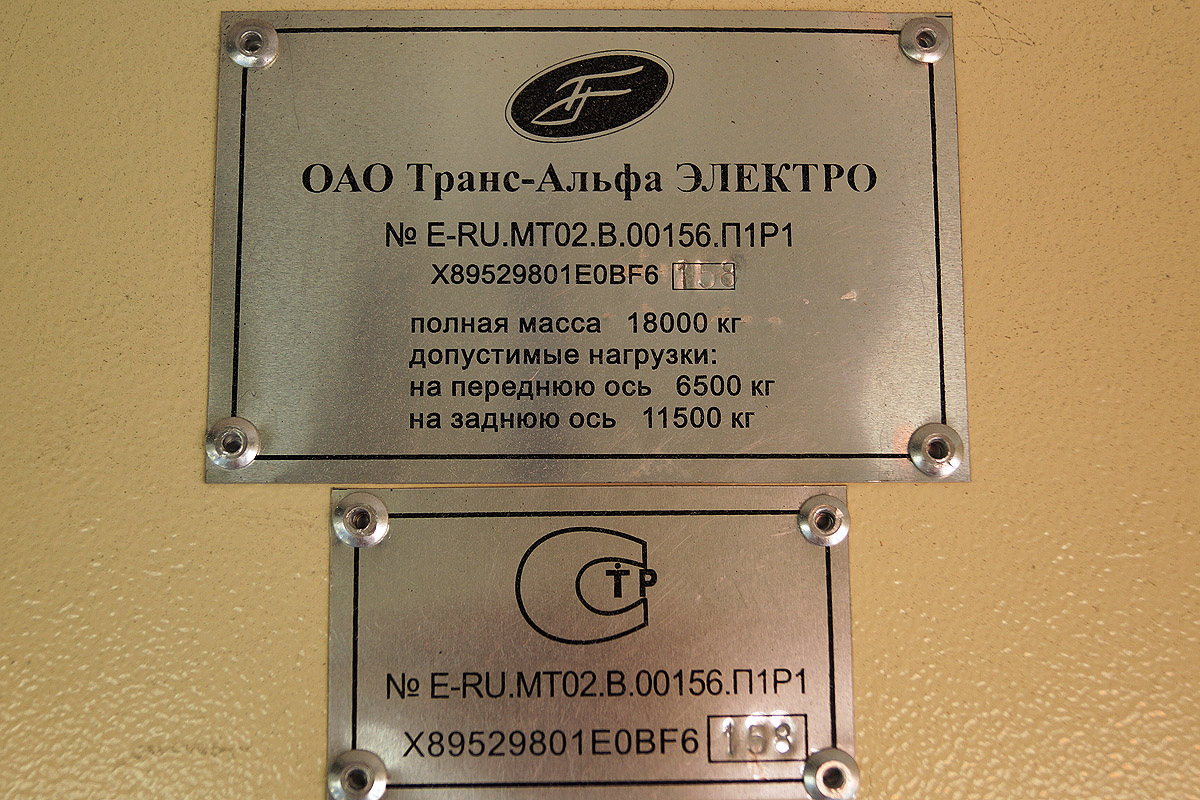 ОАО Транс-Альфа ЭЛЕКТРО
№ E-RU.MT02.B.00156.П1Р1
X89529801E0BF6 158
полная масса 18000 кг
допустимые нагрузки:
на переднюю ось 6500 кг
на заднюю ось 11500 кг
СТР
№ E-RU.MT02.B.00156.П1Р1
X89529801E0BF6 158